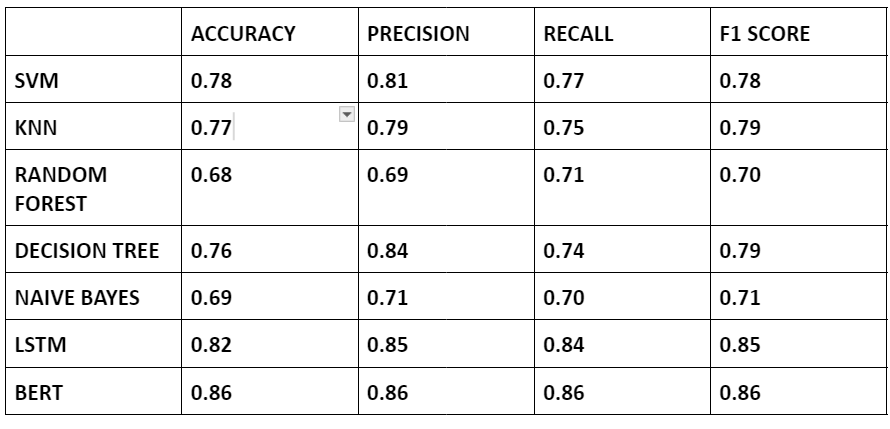 ACCURACY PRECISION RECALL F1 SCORE
SVM 0.78 0.81 0.77 0.78
KNN 0.77 0.79 0.75 0.79
RANDOM 0.68 0.69 0.71 0.70
FOREST
DECISION TREE 0.76 0.84 0.74 0.79
NAIVE BAYES 0.69 0.71 0.70 0.71
LSTM 0.82 0.85 0.84 0.85
BERT 0.86 0.86 0.86 0.86